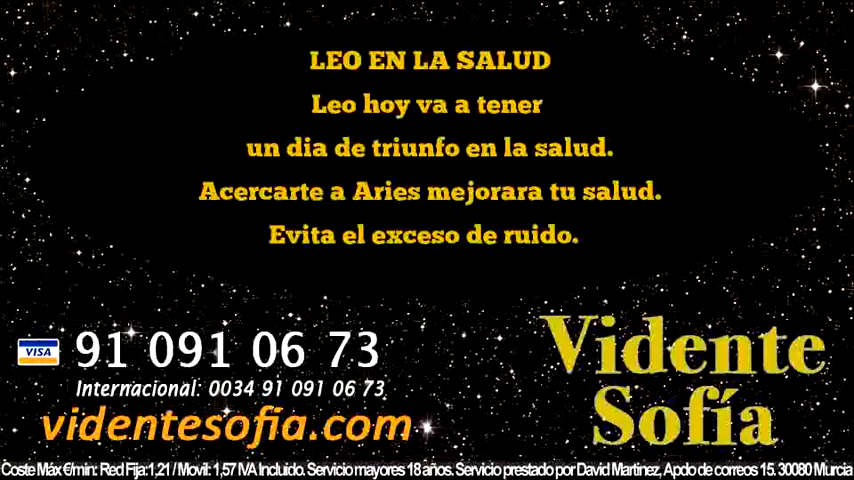 LEO EN LA SALUD
Leo hoy va a tener
un dia de triunfo en la salud.
Acercarte a Aries mejorara tu salud.
Evita el exceso de ruido.
VISA 91 091 06 73
Internacional: 0034 91 091 06 73
videntesofia.com
Vidente
Sofía
Coste Máx €/min: Red Fija:1,21 / Movil: 1,57 IVA Incluido. Servicio mayores 18 años. Servicio prestado por David Martinez, Apdo de correos 15. 30080 Murcia